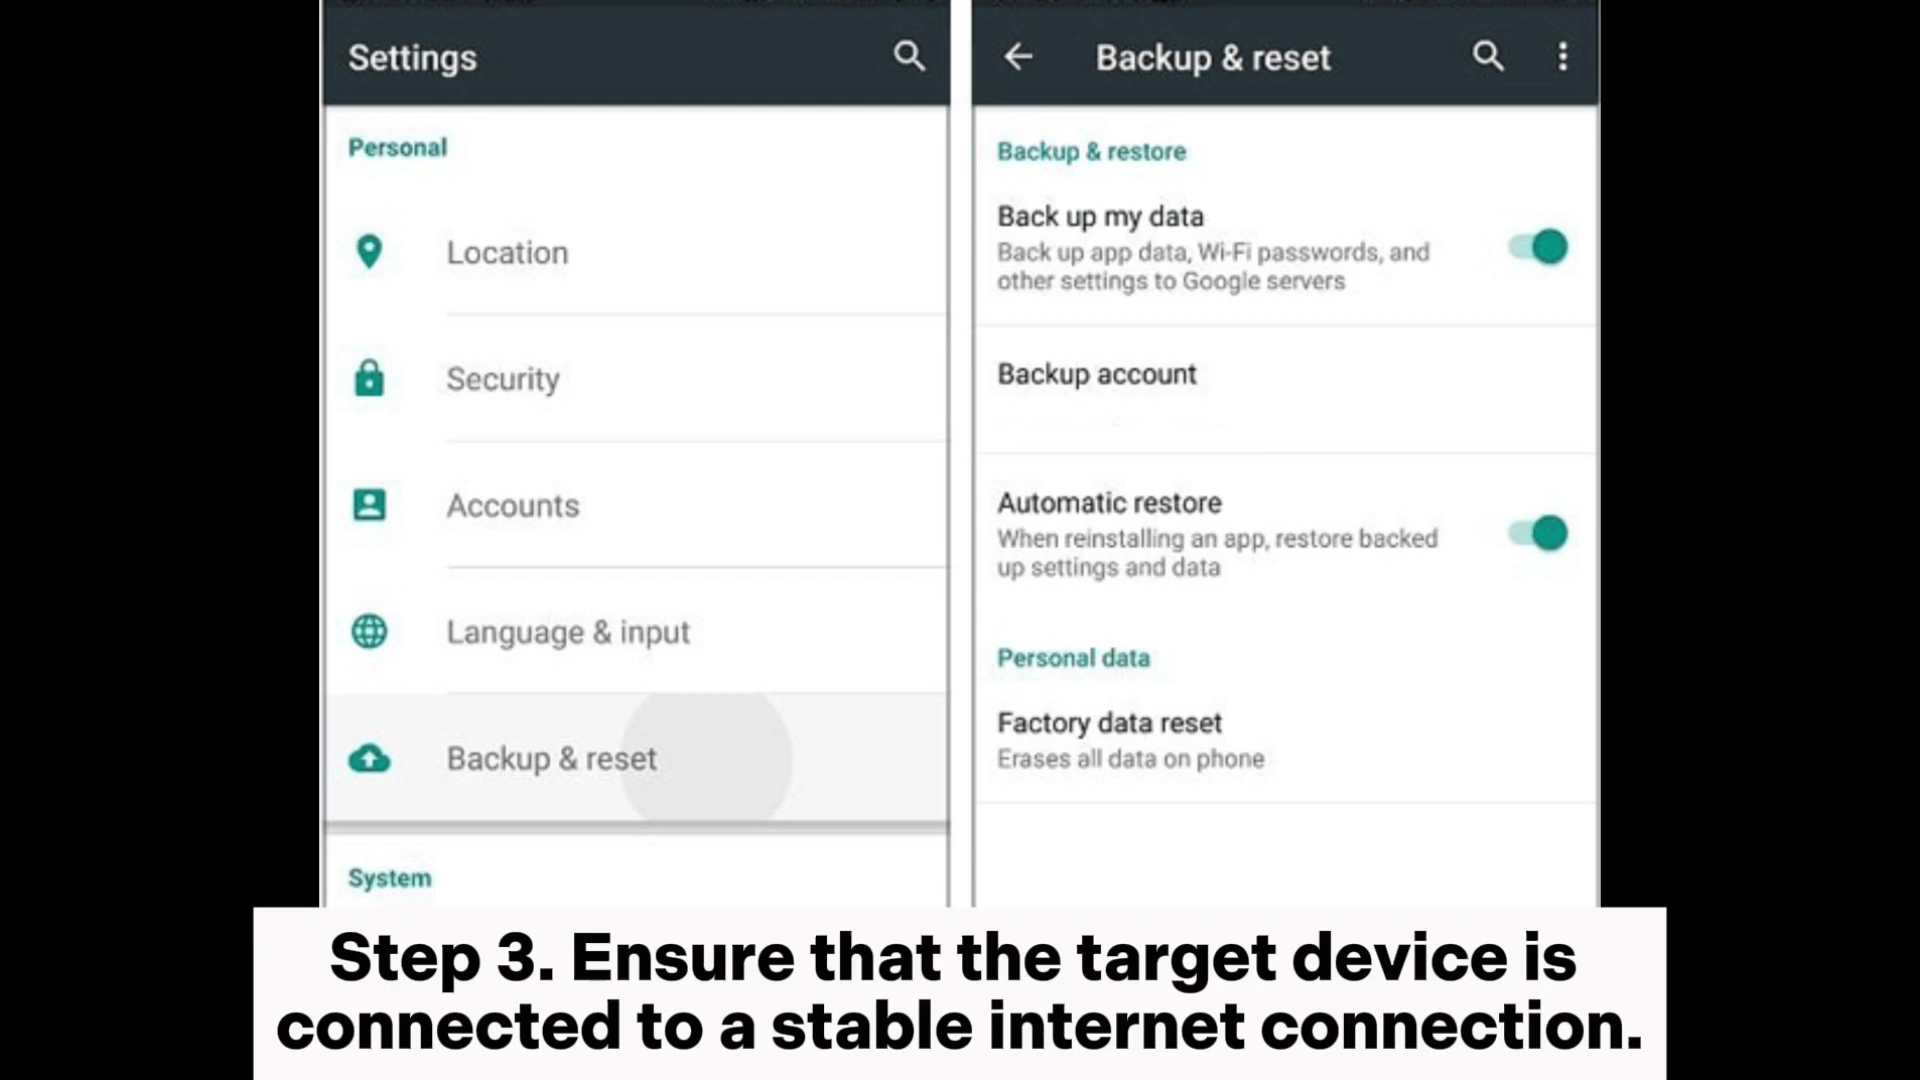 Settings
Personal
Location
Security
Accounts
Language & input
Backup & reset
System
Backup & reset
Backup & restore
Back up my data
Back up app data, Wi-Fi passwords, and
other settings to Google servers
Backup account
Automatic restore
When reinstalling an app, restore backed
up settings and data
Personal data
Factory data reset
Erases all data on phone
Step 3. Ensure that the target device is
connected to a stable internet connection.